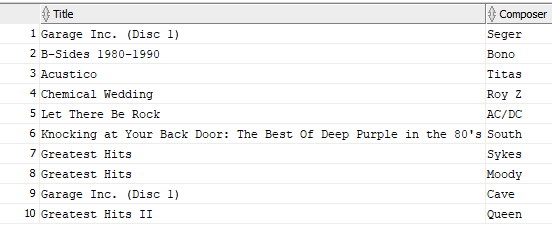 Title Composer
1 Garage Inc. (Disc 1) Seger
2 B-Sides 1980-1990 Bono
3 Acustico Titas
4 Chemical Wedding Roy Z
5 Let There Be Rock AC/DC
6 Knocking at Your Back Door: The Best Of Deep Purple in the 80's South
7 Greatest Hits Sykes
8 Greatest Hits Moody
9 Garage Inc. (Disc 1) Cave
10 Greatest Hits II Queen